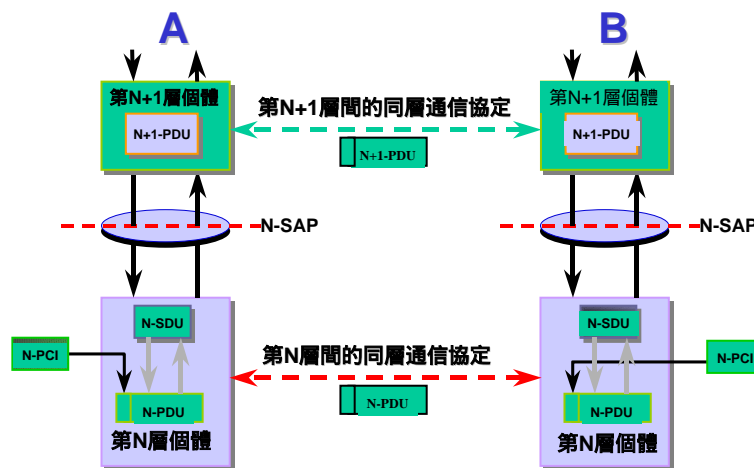 A
B
第N+1層個體
第N+1層個體
第N+1層間的同層通信協定
N+1-PDU
N+1-PDU
N+1-PDU
N-SAP
N-SAP
N-SDU
N-SDU
N-PCI
第N層間的同層通信協定
N-PCI
N-PDU
N-PDU
N-PDU
第N層個體
第N層個體